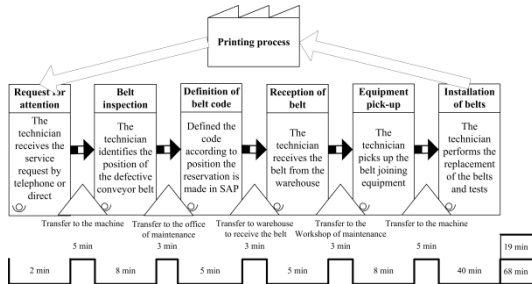 Printing process
Request for
attention
The
technician
receives the
service
request by
telephone or
direct
Belt
inspection
The
technician
identifies the
position of
the defective
conveyor belt
Definition of
belt code
Defined the
code
according to
position
the reservation is
made in SAP
Reception of
belt
The
technician
receives the
belt from the
warehouse
Equipment
pick-up
The
technician
picks up the
belt joining
equipment
Installation
of belts
The
technician
performs the
replacement of
the belts and
tests
Transfer to the machine
Transfer to the office
of maintenance
Transfer to warehouse
to receive the belt
Transfer to the
Workshop of maintenance
Transfer to the machine
5 min
3 min
3 min
3 min
5 min
19 min
2 min
8 min
5 min
5 min
8 min
40 min
68 min